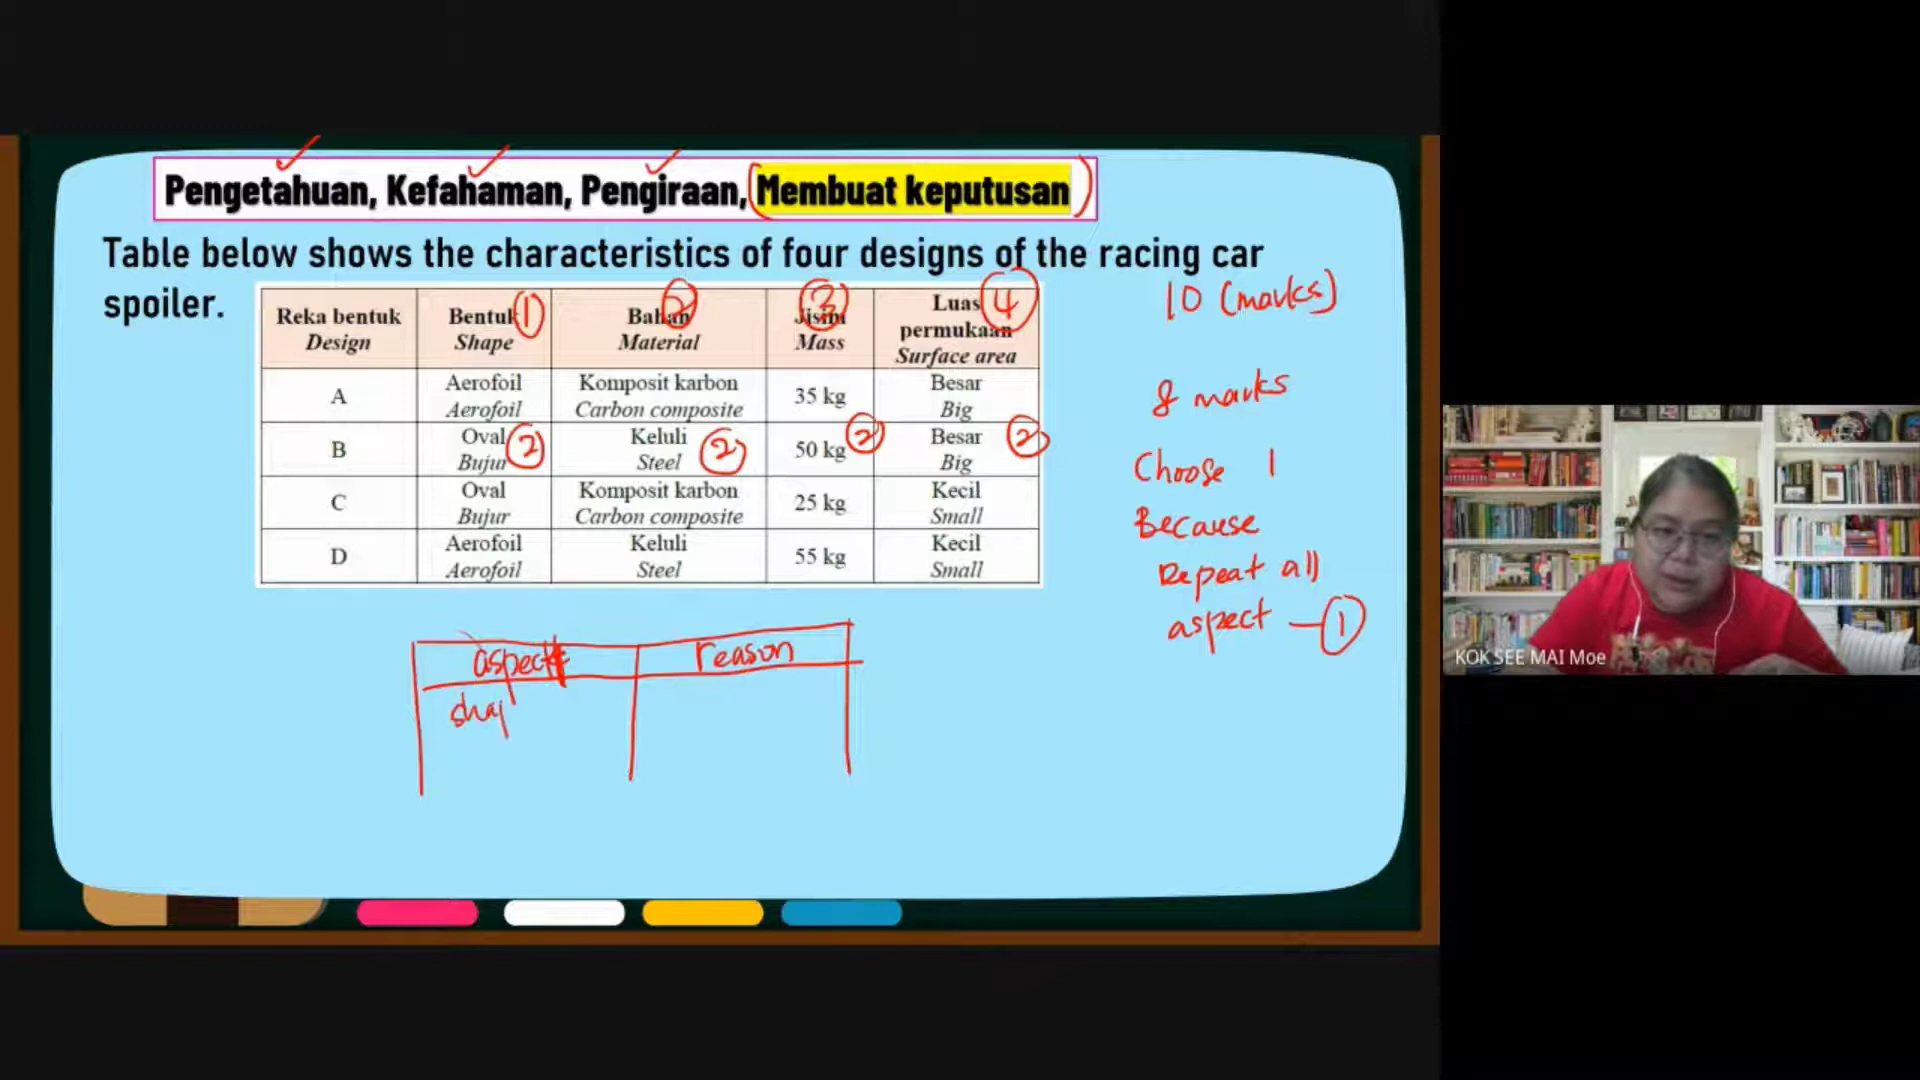 Pengetahuan, Kefahaman, Pengiraan, (Membuat keputusan)
Table below shows the characteristics of four designs of the racing car
spoiler.
Reka bentuk
Design
Bentuk 1
Shape
Bahan 2
Material
Jisim 3
Mass
Luas 4
permukaan
Surface area
A
Aerofoil
Aerofoil
Komposit karbon
Carbon composite
35 kg
Besar
Big
B
Oval
Bujur 2
Keluli
Steel 2
50 kg 2
Besar
Big 2
C
Oval
Bujur
Komposit karbon
Carbon composite
25 kg
Kecil
Small
D
Aerofoil
Aerofoil
Keluli
Steel
55 kg
Kecil
Small
10 (marks)
8 marks
Choose 1
Because
repeat all
aspect — 1
aspect
reason
shap
KOK SEE MAI Moe